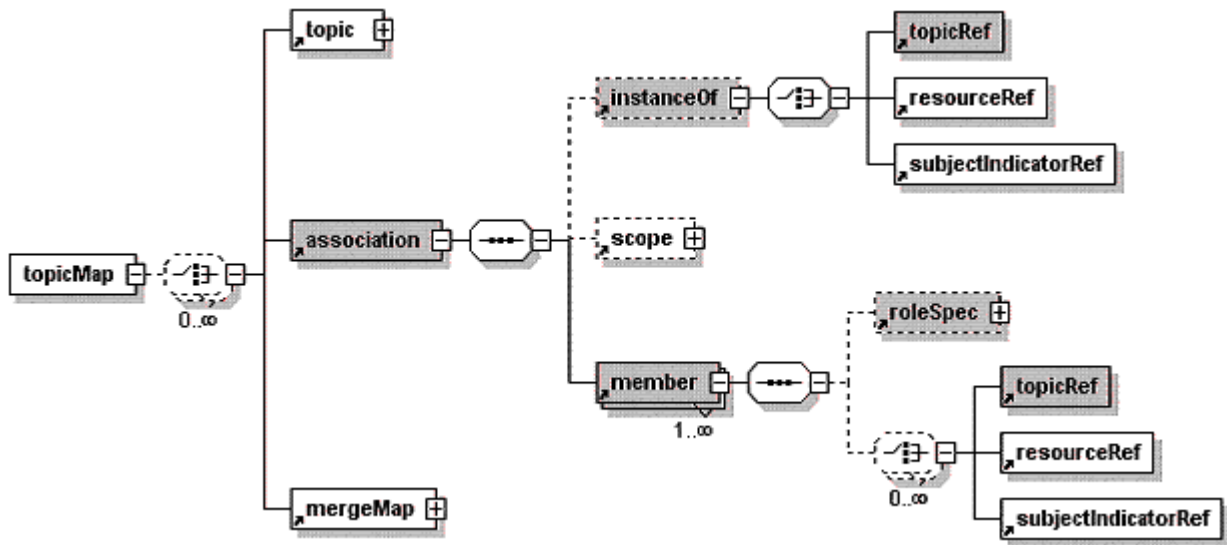 topic
topicRef
instanceOf
resourceRef
subjectIndicatorRef
association
scope
topicMap
0..∞
roleSpec
member
1..∞
topicRef
resourceRef
0..∞
mergeMap
subjectIndicatorRef